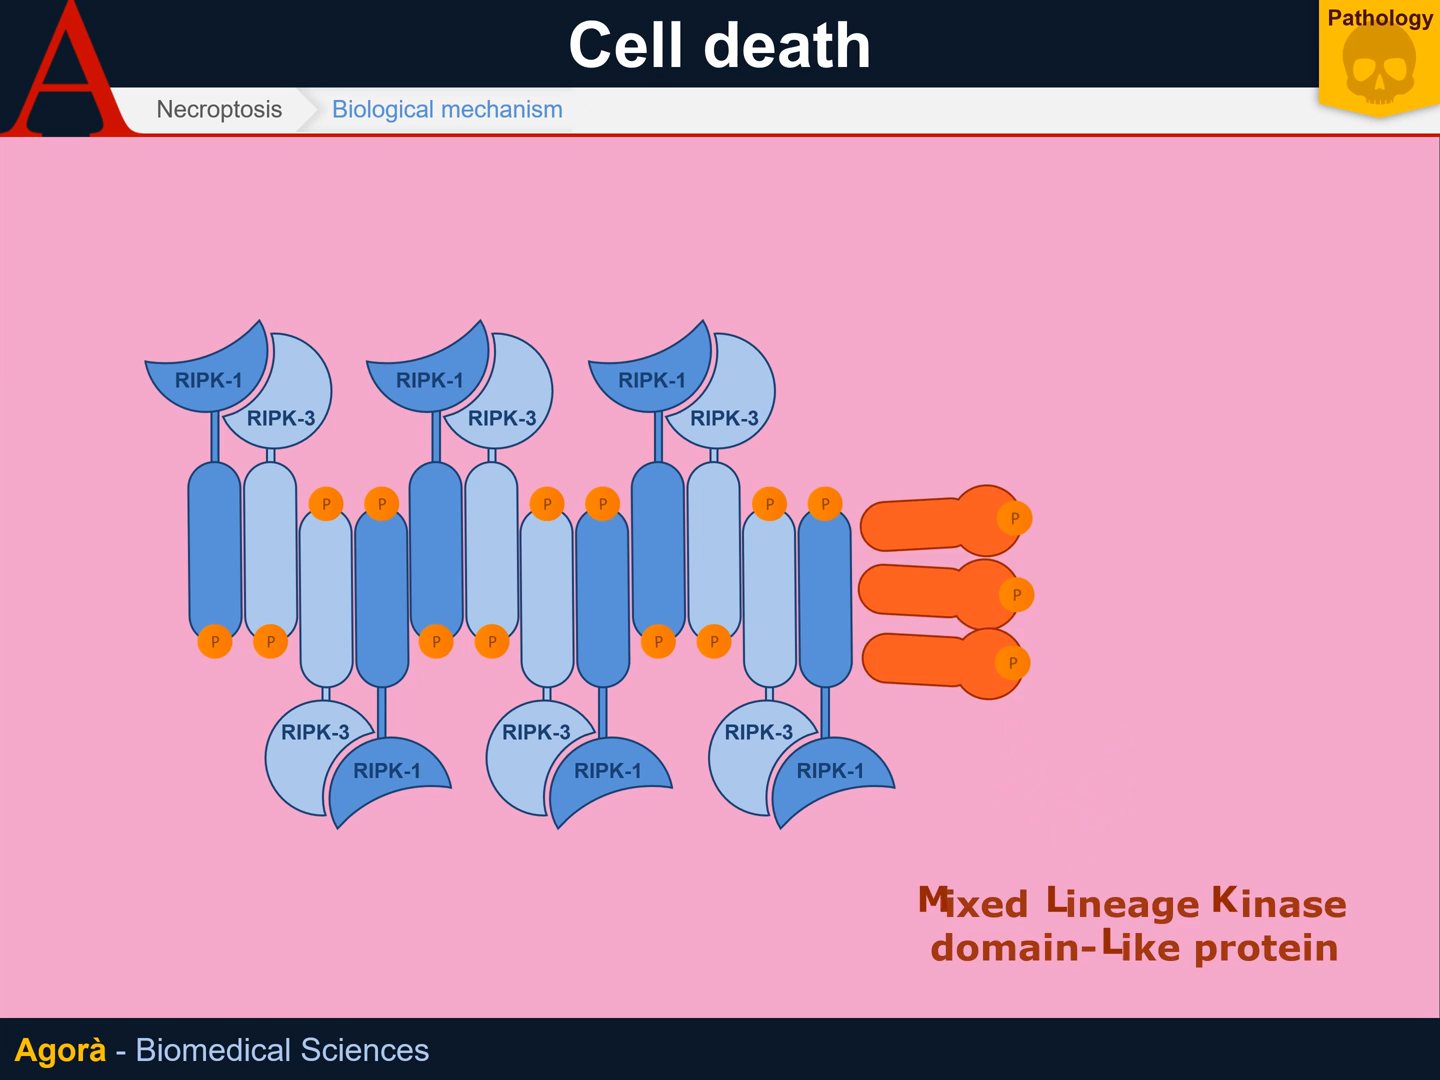 Cell death
Pathology
A
Necroptosis
Biological mechanism
RIPK-1 RIPK-1 RIPK-1
RIPK-3 RIPK-3 RIPK-3
P P P P P P
P
P
P P P P P P
P
RIPK-3 RIPK-3 RIPK-3
RIPK-1 RIPK-1 RIPK-1
Mixed Lineage Kinase
domain-Like protein
Agorà - Biomedical Sciences